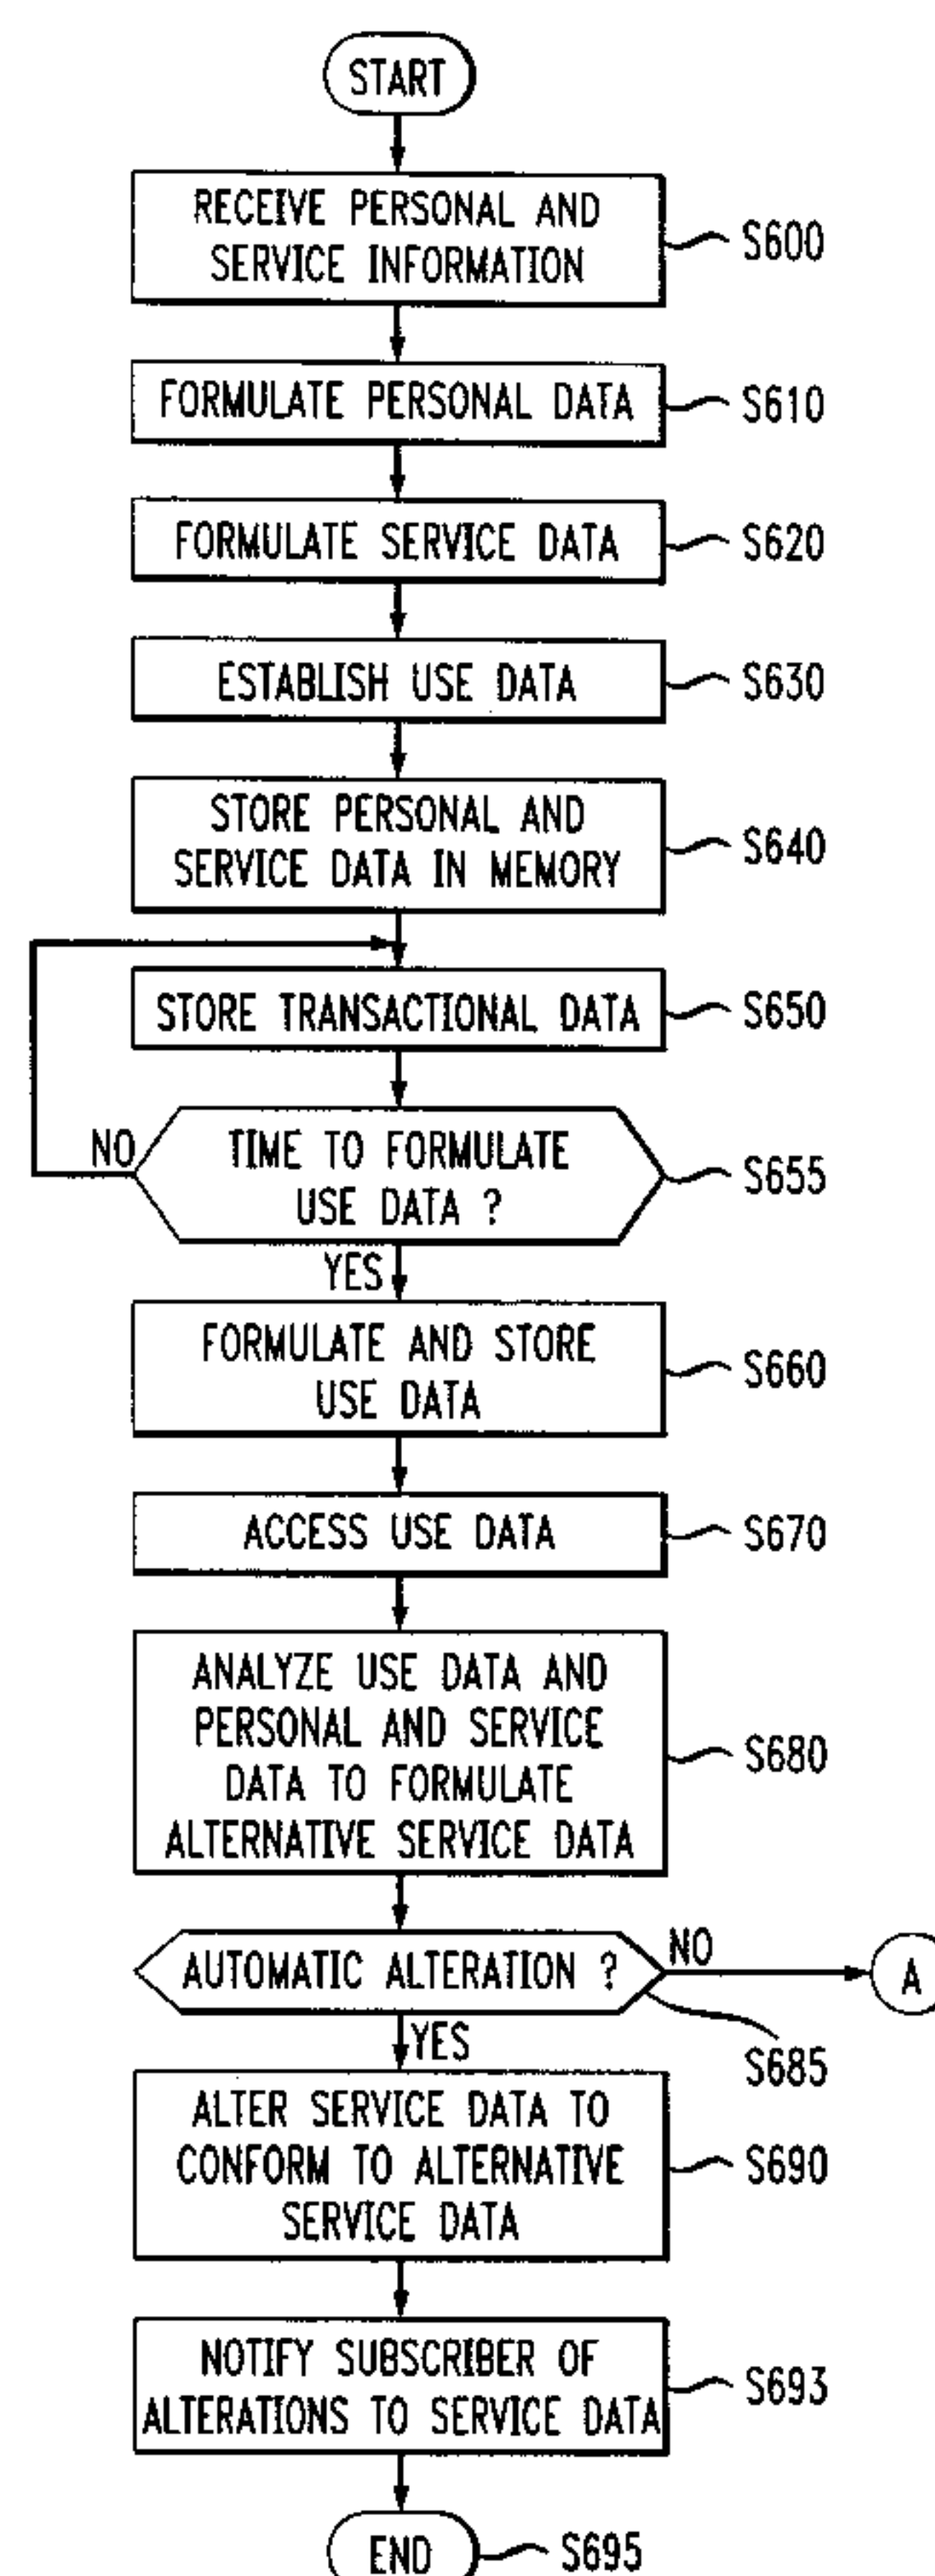 START
RECEIVE PERSONAL AND
SERVICE INFORMATION
S600
FORMULATE PERSONAL DATA
S610
FORMULATE SERVICE DATA
S620
ESTABLISH USE DATA
S630
STORE PERSONAL AND
SERVICE DATA IN MEMORY
S640
STORE TRANSACTIONAL DATA
S650
NO
TIME TO FORMULATE
USE DATA ?
S655
YES
FORMULATE AND STORE
USE DATA
S660
ACCESS USE DATA
S670
ANALYZE USE DATA AND
PERSONAL AND SERVICE
DATA TO FORMULATE
ALTERNATIVE SERVICE DATA
S680
AUTOMATIC ALTERATION ?
NO
A
S685
YES
ALTER SERVICE DATA TO
CONFORM TO ALTERNATIVE
SERVICE DATA
S690
NOTIFY SUBSCRIBER OF
ALTERATIONS TO SERVICE DATA
S693
END
S695